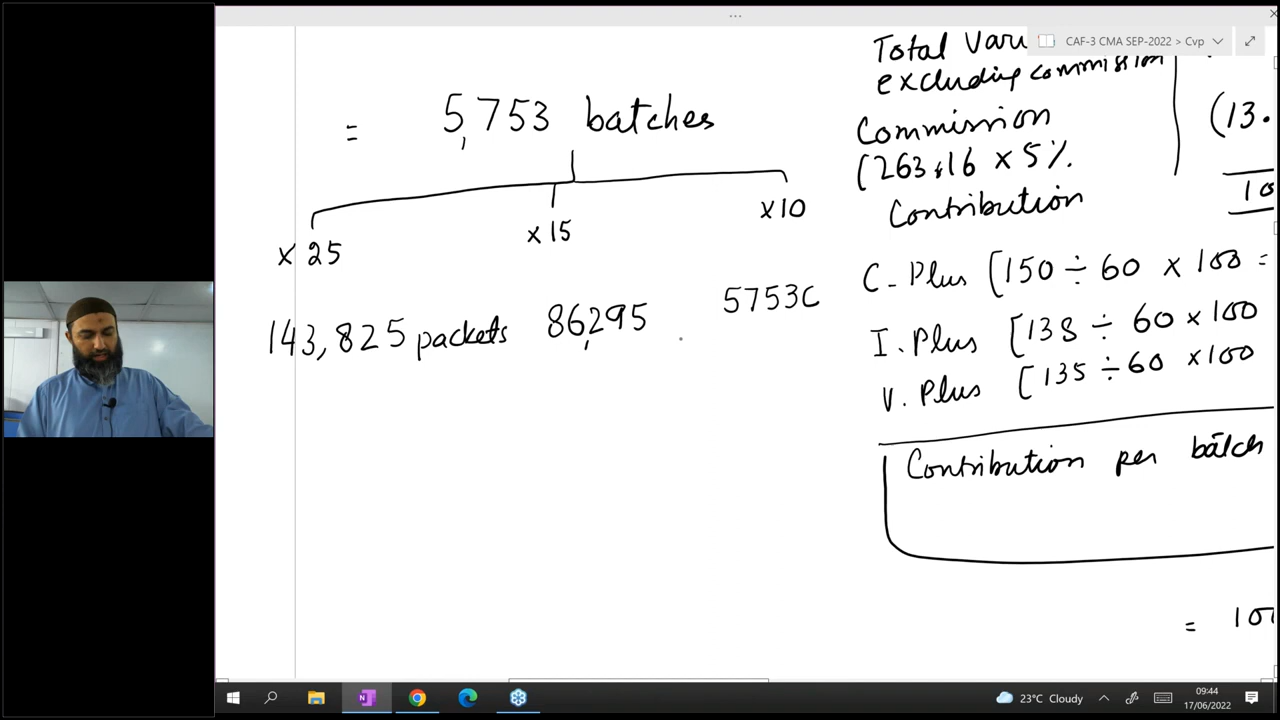 ...
CAF-3 CMA SEP-2022 > Cvp
= 5,753 batches
x 25
x 15
x 10
143,825 packets 86,295 5753C
Total Vari
excluding commission
Commission
[263.16 x 5%
(13.
Contribution
10
C. Plus [150 ÷ 60 x 100 =
I. Plus [138 ÷ 60 x 100
V. Plus [135 ÷ 60 x 100
Contribution per batch
= 100
23°C Cloudy
09:44
17/06/2022